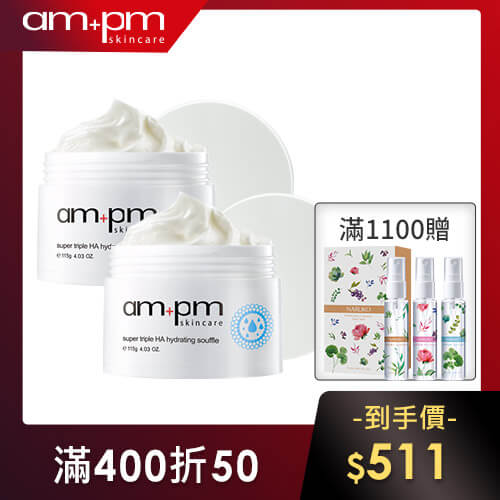 am+pm
skincare
am+pm
skincare
super triple HA hydrating
e 115g 4.03 OZ.
am+pm
skincare
super triple HA hydrating souffle
e 115g 4.03 OZ.
滿1100贈
NARUKO
滿400折50
-到手價-
$511